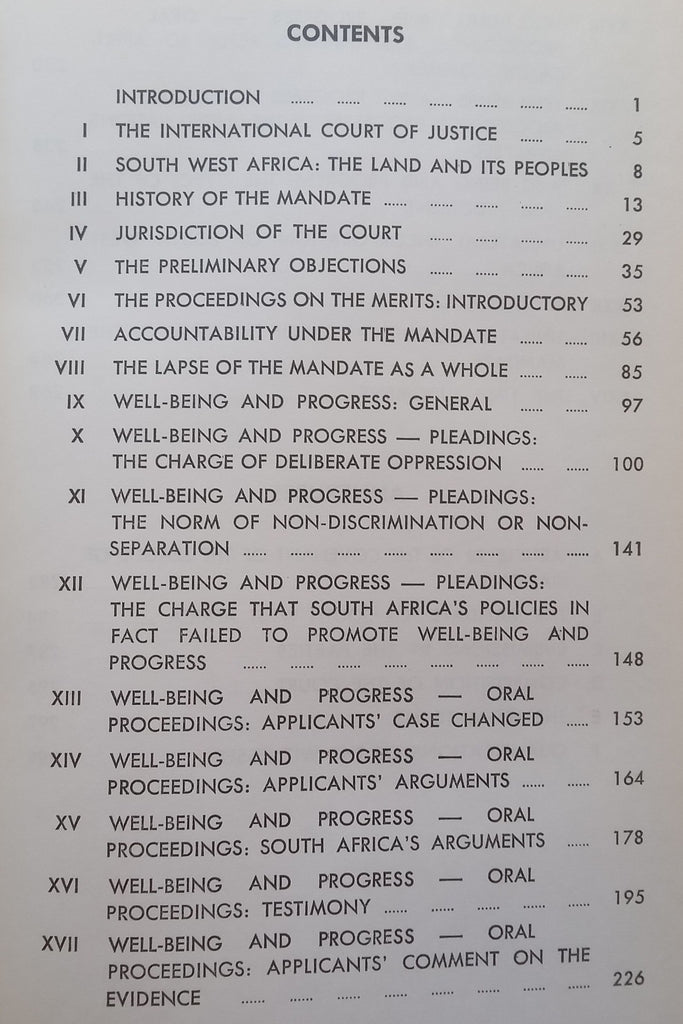 CONTENTS
INTRODUCTION ...... ...... ...... ...... ...... ...... ...... 1
I THE INTERNATIONAL COURT OF JUSTICE ...... ...... 5
II SOUTH WEST AFRICA: THE LAND AND ITS PEOPLES 8
III HISTORY OF THE MANDATE ...... ...... ...... ...... ...... 13
IV JURISDICTION OF THE COURT ...... ...... ...... ...... 29
V THE PRELIMINARY OBJECTIONS ...... ...... ...... ...... 35
VI THE PROCEEDINGS ON THE MERITS: INTRODUCTORY 53
VII ACCOUNTABILITY UNDER THE MANDATE ...... ...... 56
VIII THE LAPSE OF THE MANDATE AS A WHOLE ...... ...... 85
IX WELL-BEING AND PROGRESS: GENERAL ...... ...... 97
X WELL-BEING AND PROGRESS — PLEADINGS:
THE CHARGE OF DELIBERATE OPPRESSION ...... ...... 100
XI WELL-BEING AND PROGRESS — PLEADINGS:
THE NORM OF NON-DISCRIMINATION OR NON-
SEPARATION ...... ...... ...... ...... ...... ...... ...... ...... 141
XII WELL-BEING AND PROGRESS — PLEADINGS:
THE CHARGE THAT SOUTH AFRICA'S POLICIES IN
FACT FAILED TO PROMOTE WELL-BEING AND
PROGRESS ...... ...... ...... ...... ...... ...... ...... ...... 148
XIII WELL-BEING AND PROGRESS — ORAL
PROCEEDINGS: APPLICANTS' CASE CHANGED ...... 153
XIV WELL-BEING AND PROGRESS — ORAL
PROCEEDINGS: APPLICANTS' ARGUMENTS ...... ...... 164
XV WELL-BEING AND PROGRESS — ORAL
PROCEEDINGS: SOUTH AFRICA'S ARGUMENTS ...... 178
XVI WELL-BEING AND PROGRESS — ORAL
PROCEEDINGS: TESTIMONY ...... ...... ...... ...... ...... 195
XVII WELL-BEING AND PROGRESS — ORAL
PROCEEDINGS: APPLICANTS' COMMENT ON THE
EVIDENCE ...... ...... ...... ...... ...... ...... ...... ...... 226